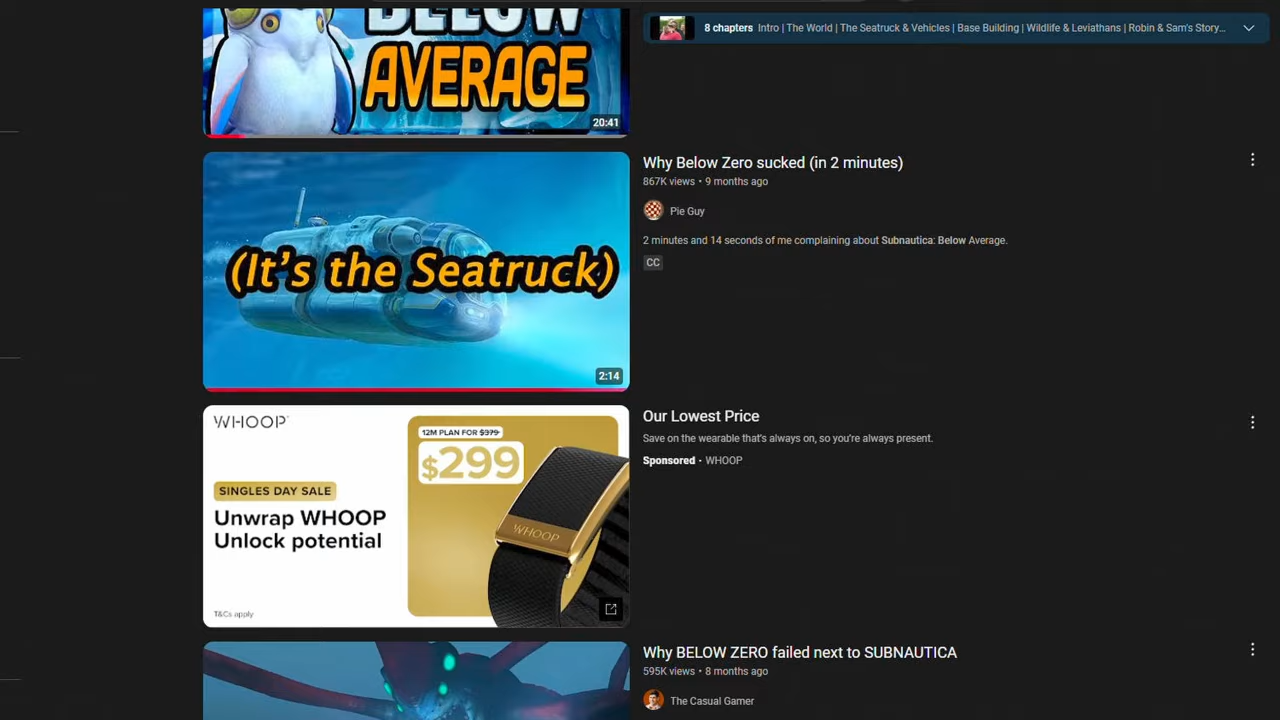 BELOW
AVERAGE
20:41
8 chapters Intro | The World | The Seatruck & Vehicles | Base Building | Wildlife & Leviathans | Robin & Sam's Story...
(It's the Seatruck)
2:14
Why Below Zero sucked (in 2 minutes)
867K views • 9 months ago
Pie Guy
2 minutes and 14 seconds of me complaining about Subnautica: Below Average.
CC
WHOOP
12M PLAN FOR $379
$299
SINGLES DAY SALE
Unwrap WHOOP
Unlock potential
WHOOP
T&Cs apply
Our Lowest Price
Save on the wearable that's always on, so you're always present.
Sponsored • WHOOP
Why BELOW ZERO failed next to SUBNAUTICA
595K views • 8 months ago
The Casual Gamer